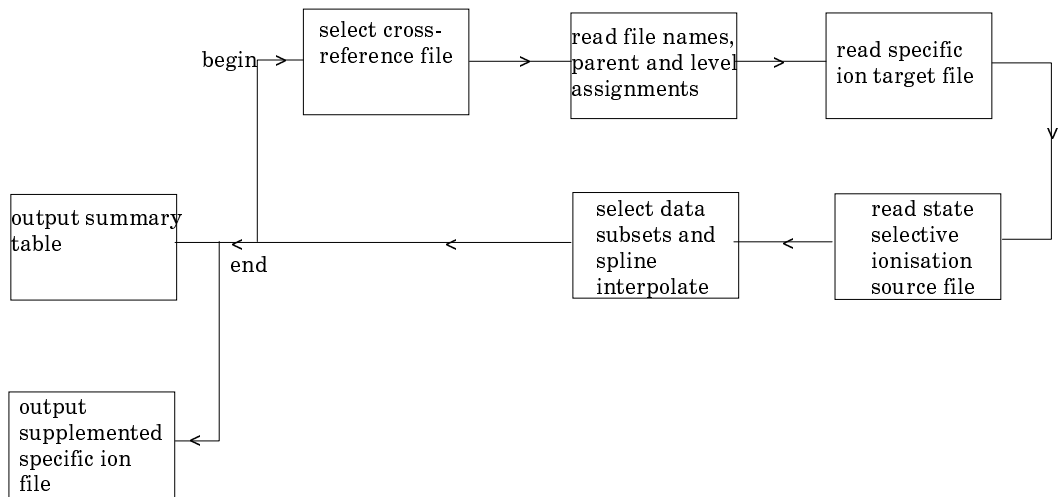 begin
select cross-
reference file
read file names,
parent and level
assignments
read specific
ion target file
output summary
table
end
select data
subsets and
spline
interpolate
read state
selective
ionisation
source file
output
supplemented
specific ion
file